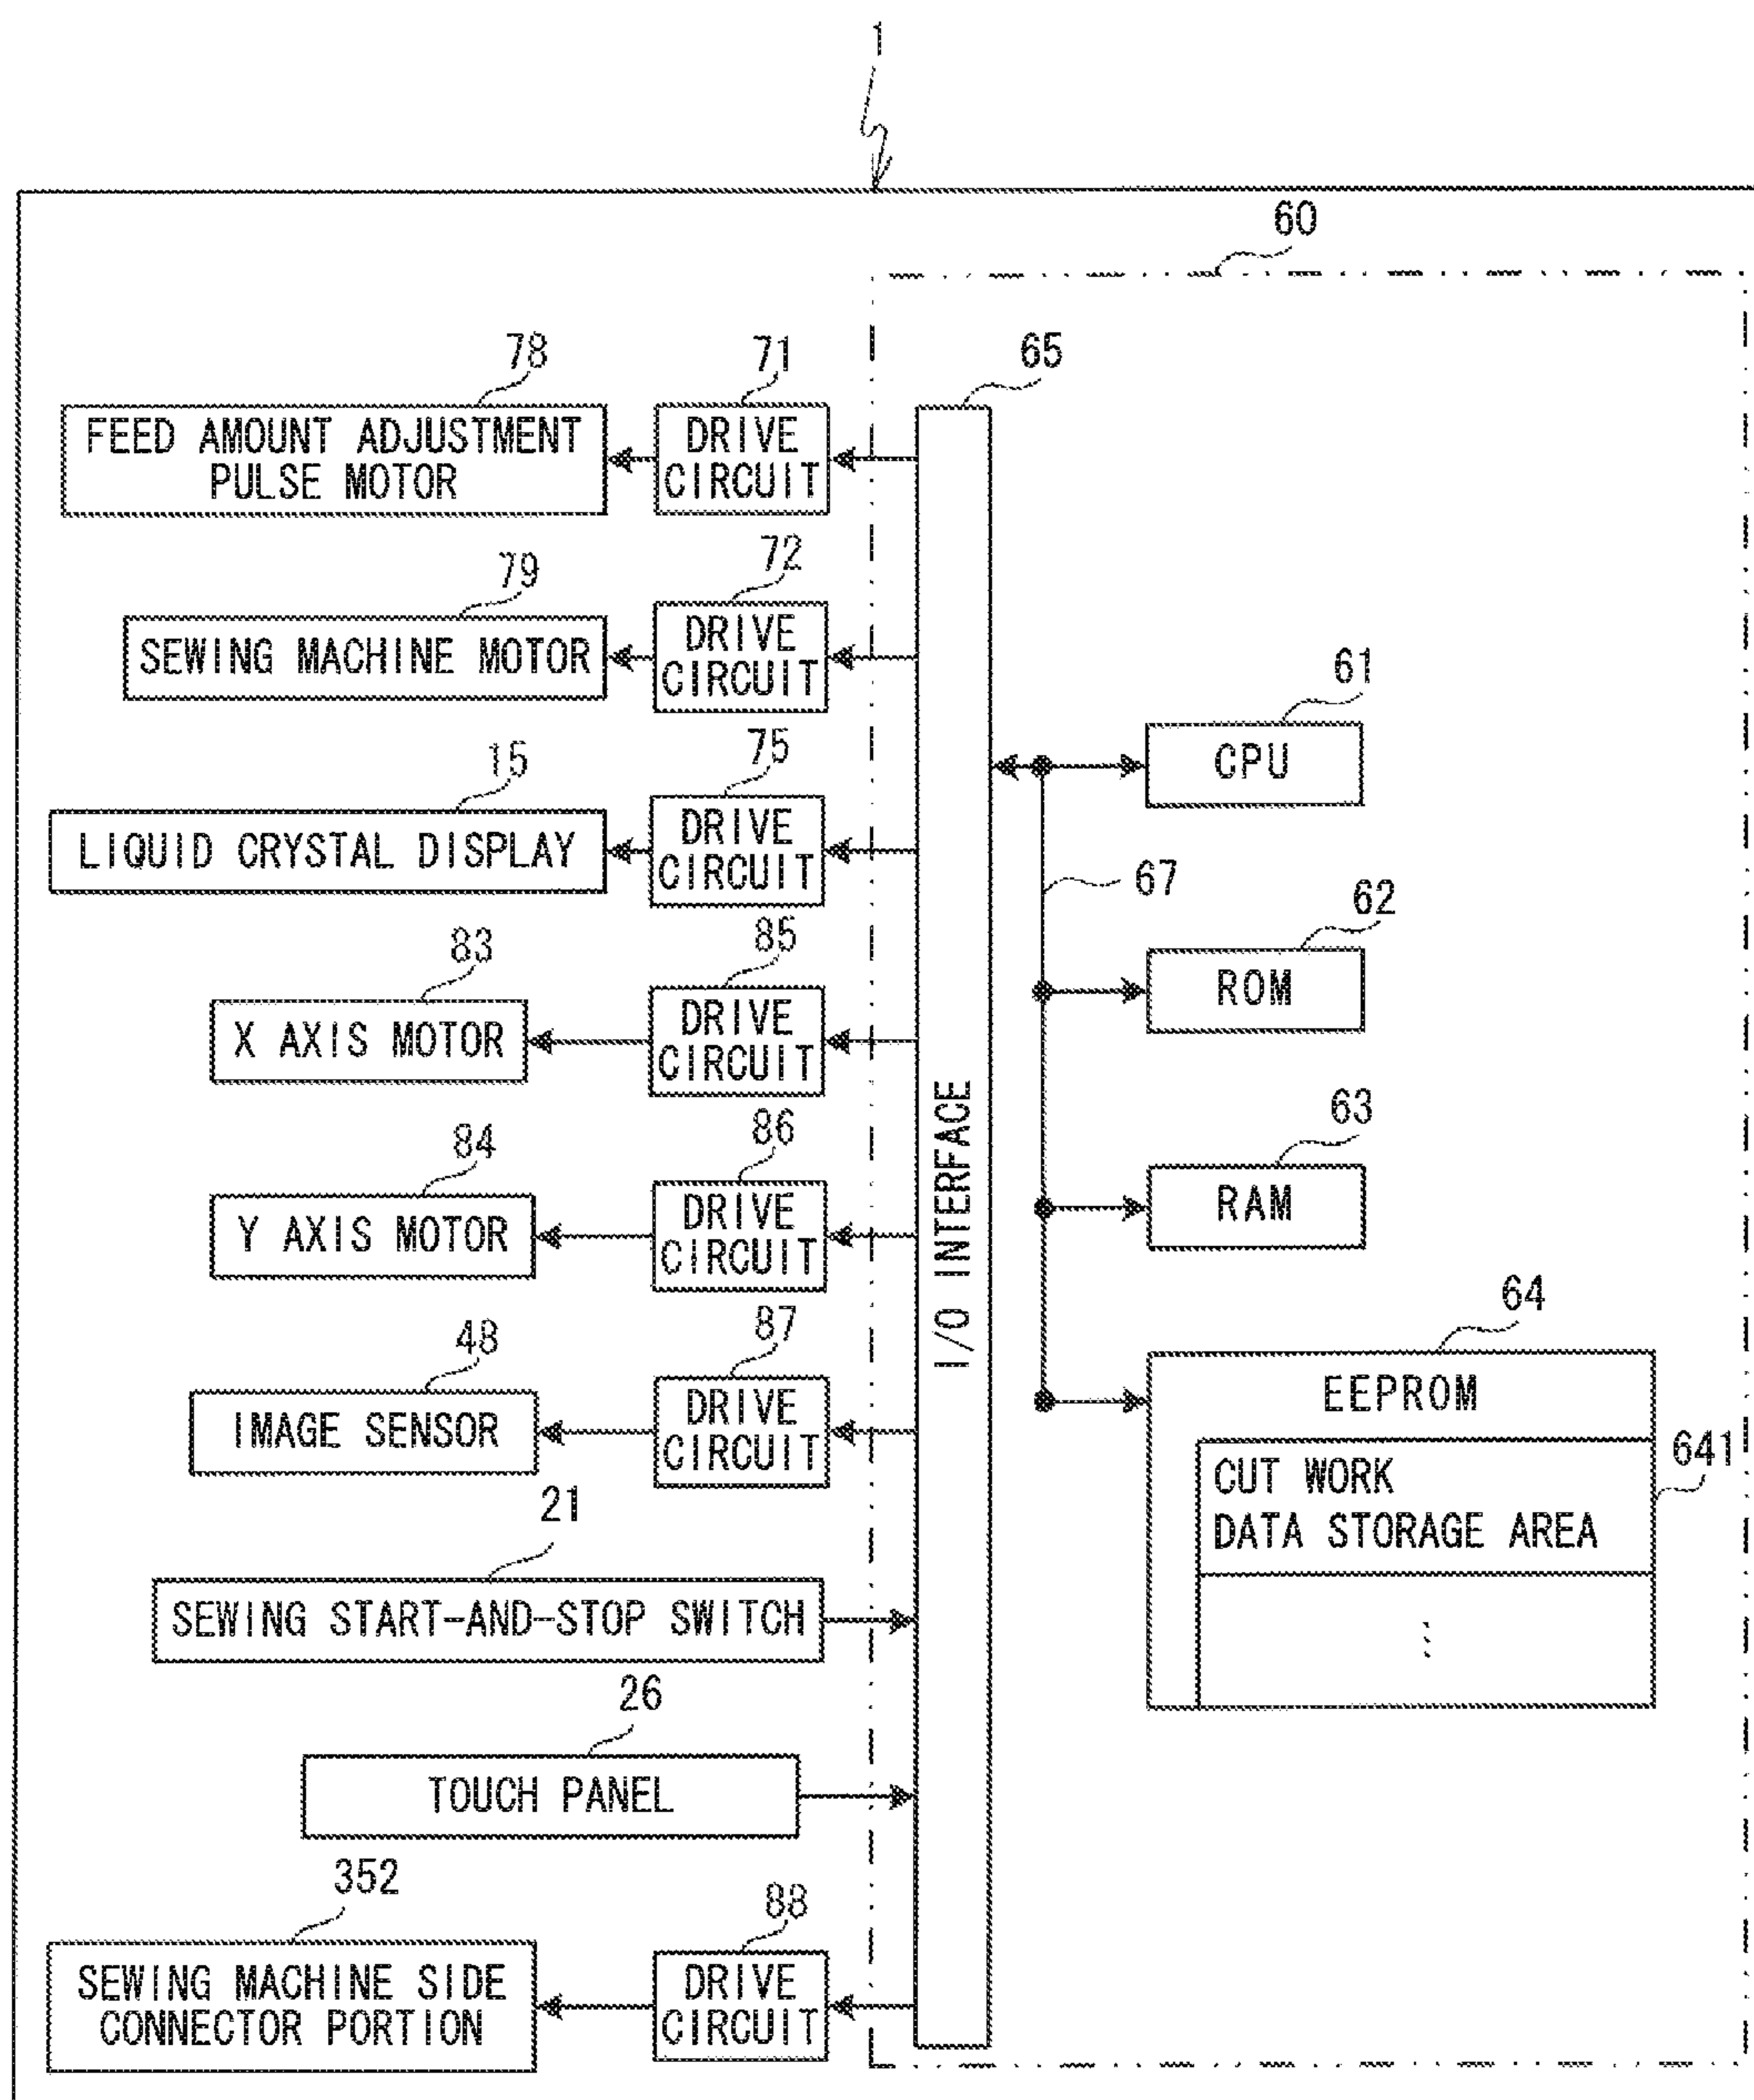 1
60
78
71
65
FEED AMOUNT ADJUSTMENT
PULSE MOTOR
DRIVE
CIRCUIT
79
72
SEWING MACHINE MOTOR
DRIVE
CIRCUIT
61
CPU
15
75
LIQUID CRYSTAL DISPLAY
DRIVE
CIRCUIT
67
62
ROM
83
85
X AXIS MOTOR
DRIVE
CIRCUIT
I/O INTERFACE
63
RAM
84
86
Y AXIS MOTOR
DRIVE
CIRCUIT
64
EEPROM
641
CUT WORK
DATA STORAGE AREA
⋮
48
87
IMAGE SENSOR
DRIVE
CIRCUIT
21
SEWING START-AND-STOP SWITCH
26
TOUCH PANEL
352
88
SEWING MACHINE SIDE
CONNECTOR PORTION
DRIVE
CIRCUIT